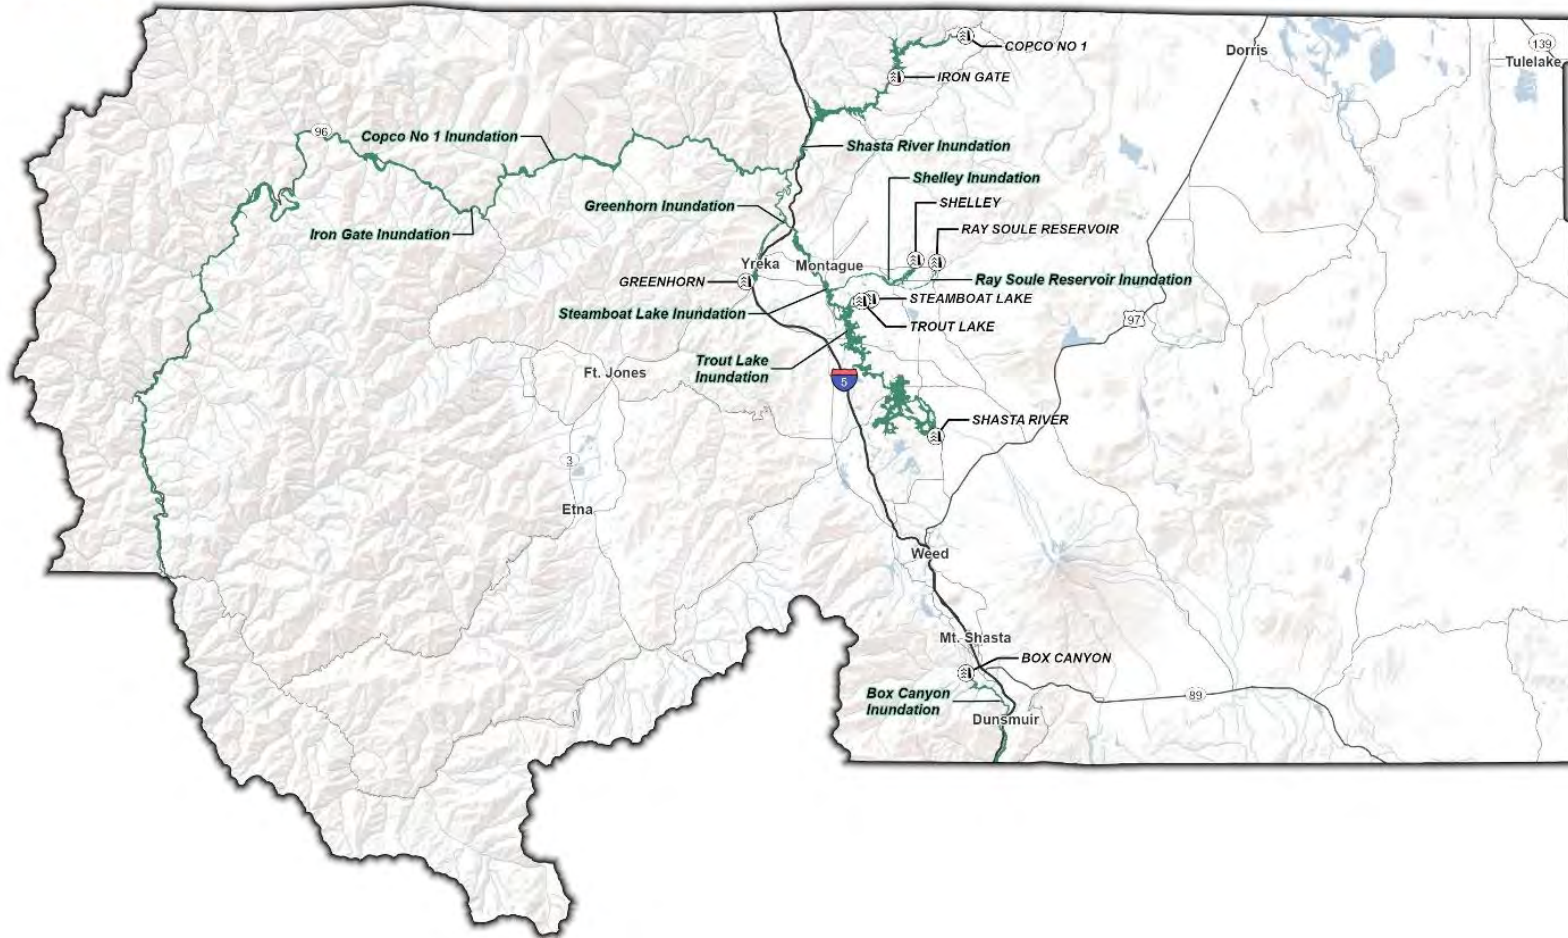 COPCO NO 1
Dorris
139
Tulelake
IRON GATE
96
Copco No 1 Inundation
Shasta River Inundation
Shelley Inundation
SHELLEY
Greenhorn Inundation
RAY SOULE RESERVOIR
Iron Gate Inundation
Yreka
Montague
GREENHORN
Ray Soule Reservoir Inundation
STEAMBOAT LAKE
Steamboat Lake Inundation
97
TROUT LAKE
Trout Lake
Inundation
Ft. Jones
5
SHASTA RIVER
3
Etna
Weed
Mt. Shasta
BOX CANYON
Box Canyon
Inundation
89
Dunsmuir